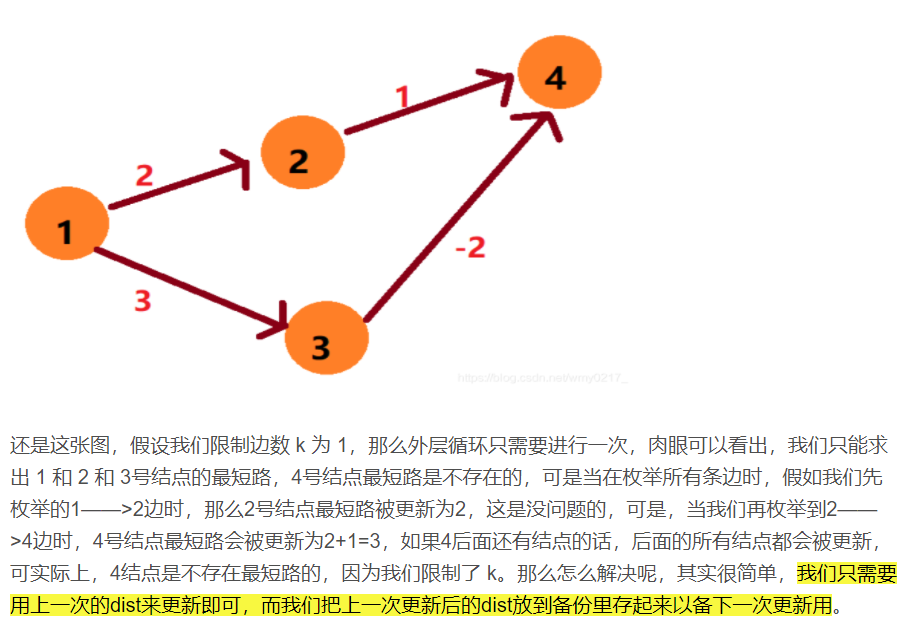 4
1
2
2
1
-2
3
3
https://blog.csdn.net/wmy0217_
还是这张图，假设我们限制边数 k 为 1，那么外层循环只需要进行一次，肉眼可以看出，我们只能求
出 1 和 2 和 3号结点的最短路，4号结点最短路是不存在的，可是当在枚举所有条边时，假如我们先
枚举的1——>2边时，那么2号结点最短路被更新为2，这是没问题的，可是，当我们再枚举到2——
>4边时，4号结点最短路会被更新为2+1=3，如果4后面还有结点的话，后面的所有结点都会被更新，
可实际上，4结点是不存在最短路的，因为我们限制了 k。那么怎么解决呢，其实很简单，我们只需要
用上一次的dist来更新即可，而我们把上一次更新后的dist放到备份里存起来以备下一次更新用。